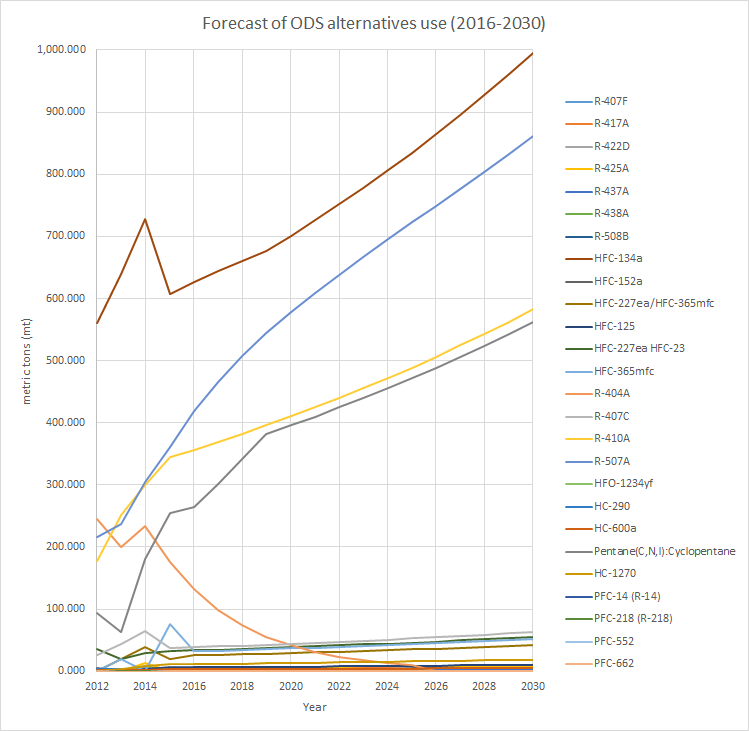 Forecast of ODS alternatives use (2016-2030)
1,000.000
900.000
800.000
700.000
600.000
500.000
400.000
300.000
200.000
100.000
0.000
metric tons (mt)
2012 2014 2016 2018 2020 2022 2024 2026 2028 2030
Year
R-407F
R-417A
R-422D
R-425A
R-437A
R-438A
R-508B
HFC-134a
HFC-152a
HFC-227ea/HFC-365mfc
HFC-125
HFC-227ea HFC-23
HFC-365mfc
R-404A
R-407C
R-410A
R-507A
HFO-1234yf
HC-290
HC-600a
Pentane(C,N,I):Cyclopentane
HC-1270
PFC-14 (R-14)
PFC-218 (R-218)
PFC-552
PFC-662